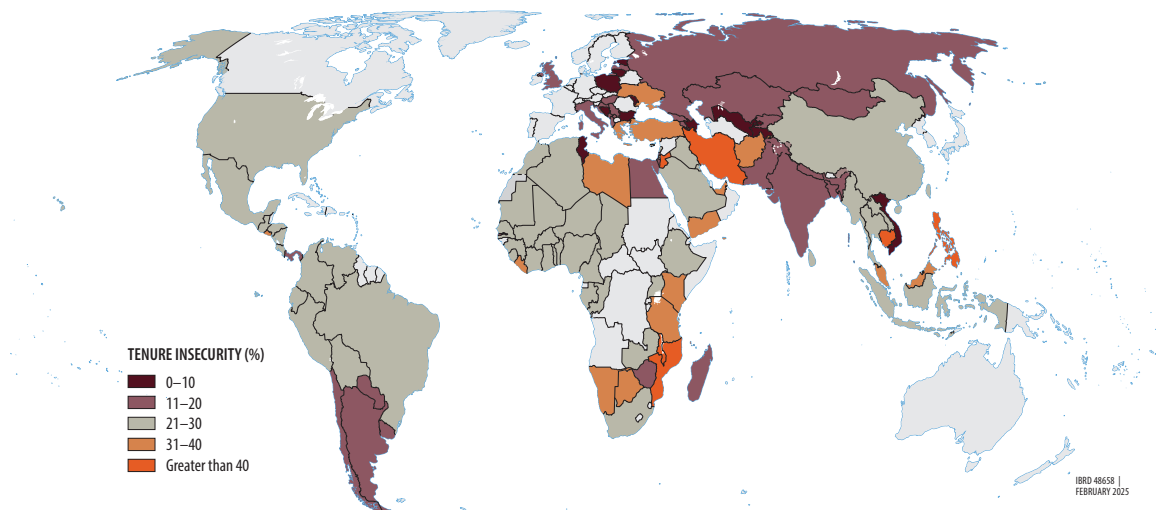 TENURE INSECURITY (%)
0–10
11–20
21–30
31–40
Greater than 40
IBRD 48658 |
FEBRUARY 2025